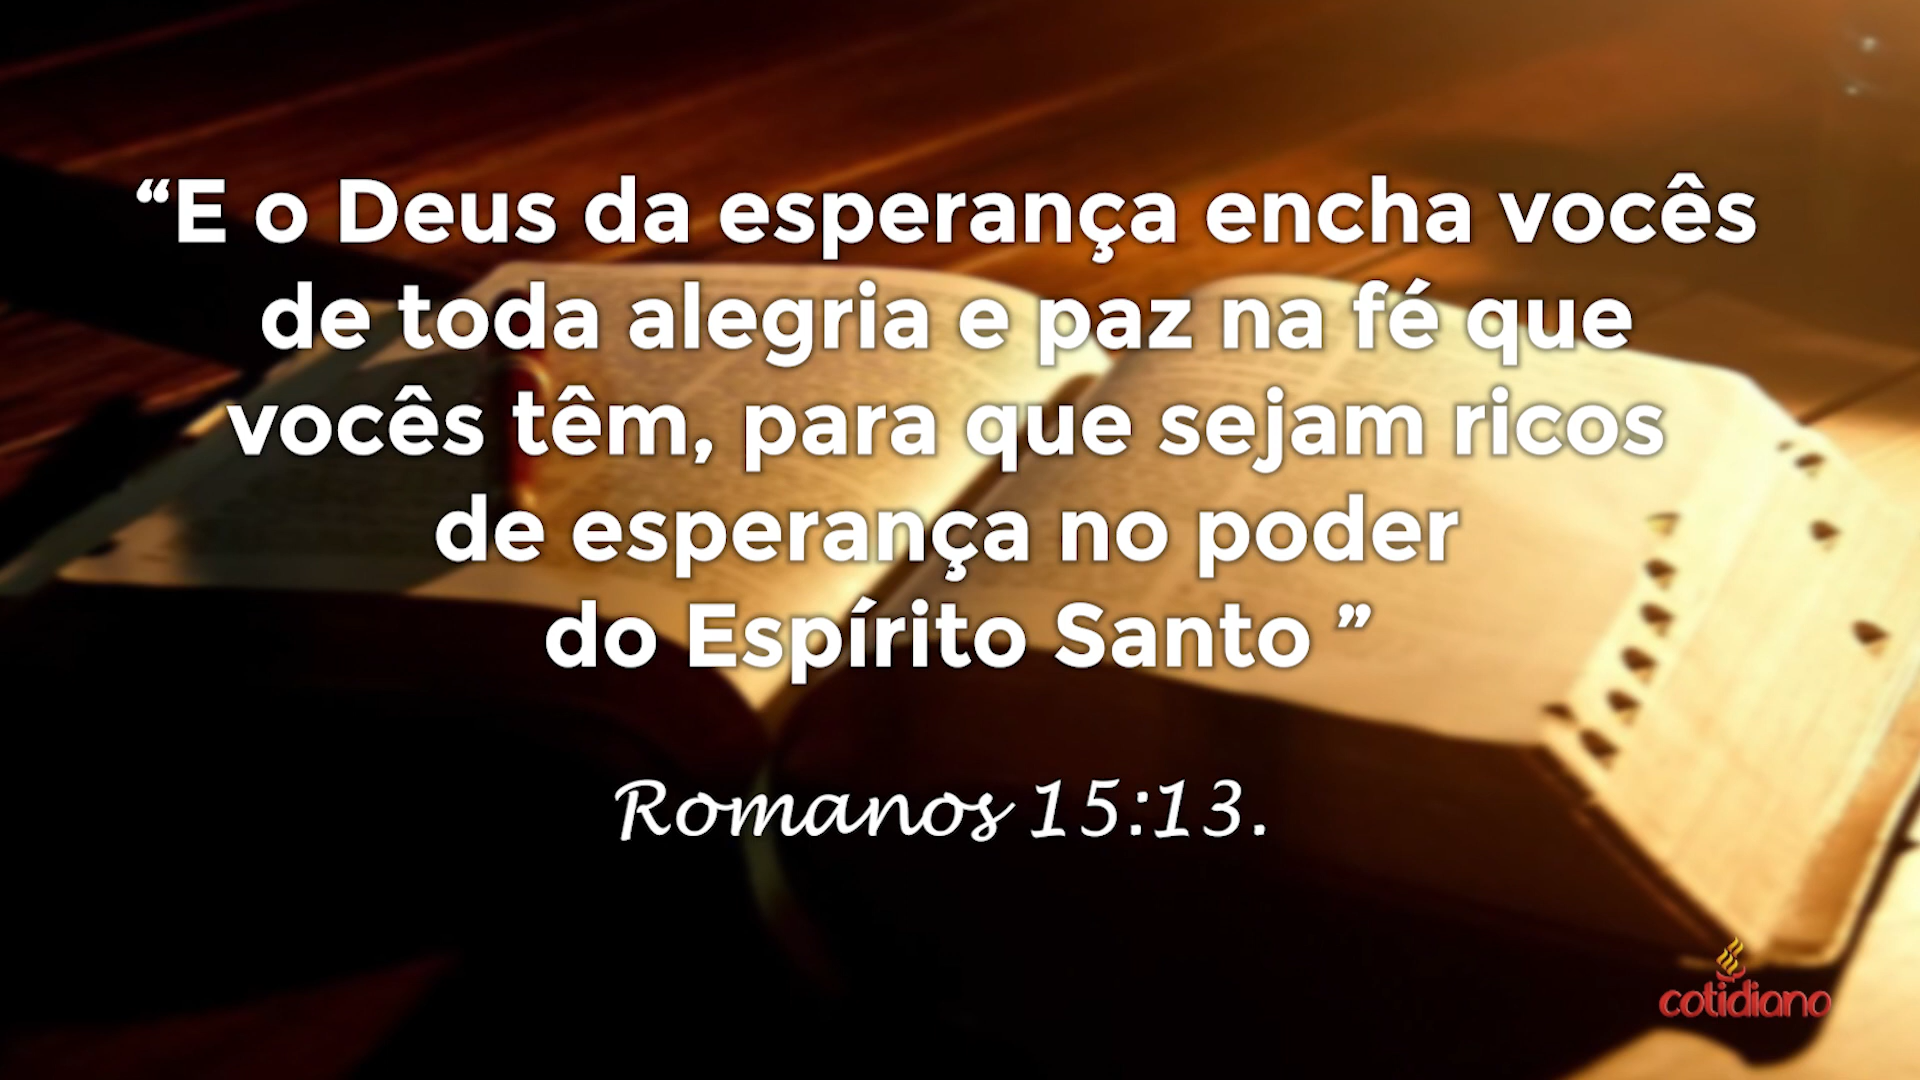 “E o Deus da esperança encha vocês
de toda alegria e paz na fé que
vocês têm, para que sejam ricos
de esperança no poder
do Espírito Santo ”
Romanos 15:13.
cotidiano